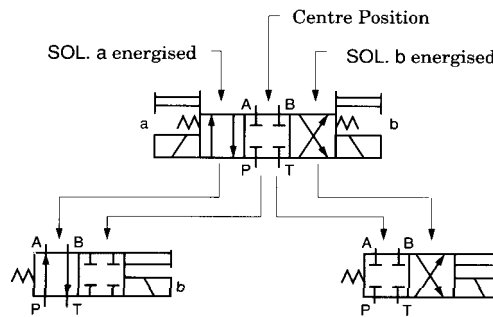 Centre Position
SOL. a energised SOL. b energised
A B
a b
P T
A B A B
b
P T P T